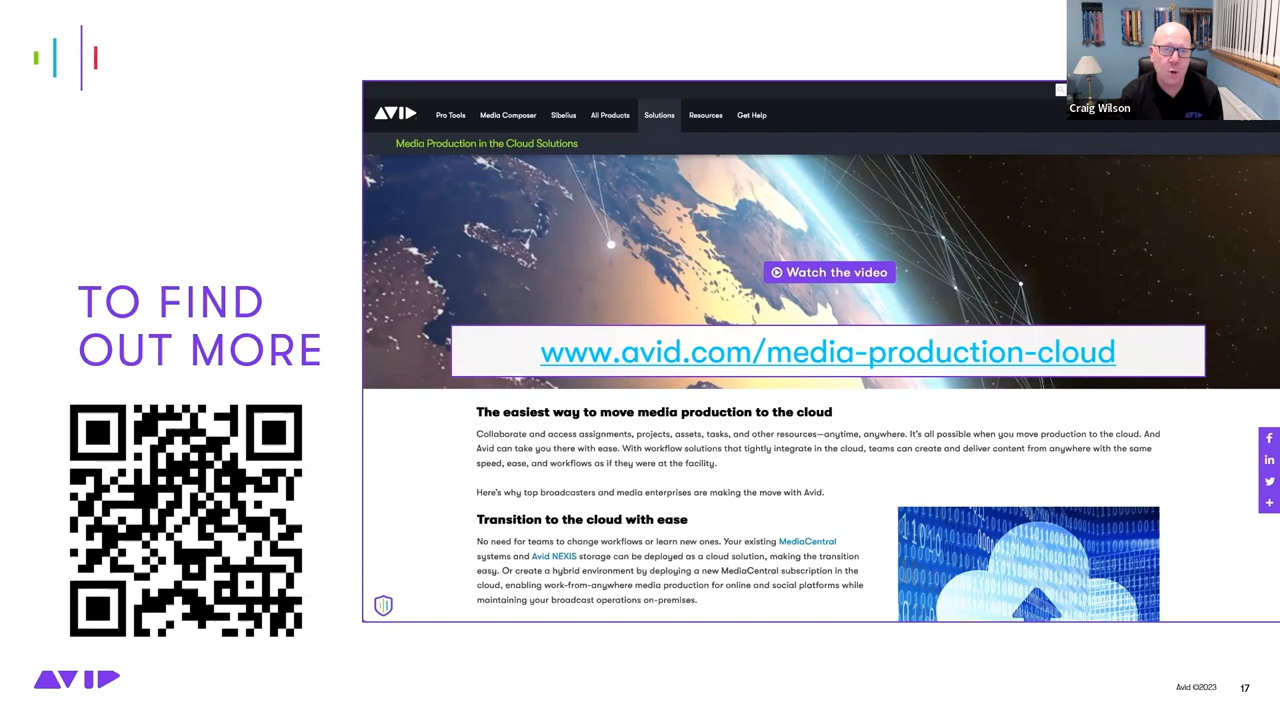 Craig Wilson
AVID
Pro Tools
Media Composer
Sibelius
All Products
Solutions
Resources
Get Help
Media Production in the Cloud Solutions
Watch the video
TO FIND
OUT MORE
www.avid.com/media-production-cloud
The easiest way to move media production to the cloud
Collaborate and access assignments, projects, assets, tasks, and other resources—anytime, anywhere. It's all possible when you move production to the cloud. And
Avid can take you there with ease. With workflow solutions that tightly integrate in the cloud, teams can create and deliver content from anywhere with the same
speed, ease, and workflows as if they were at the facility.
Here's why top broadcasters and media enterprises are making the move with Avid.
Transition to the cloud with ease
No need for teams to change workflows or learn new ones. Your existing MediaCentral
systems and Avid NEXIS storage can be deployed as a cloud solution, making the transition
easy. Or create a hybrid environment by deploying a new MediaCentral subscription in the
cloud, enabling work-from-anywhere media production for online and social platforms while
maintaining your broadcast operations on-premises.
AVID
Avid ©2023
17